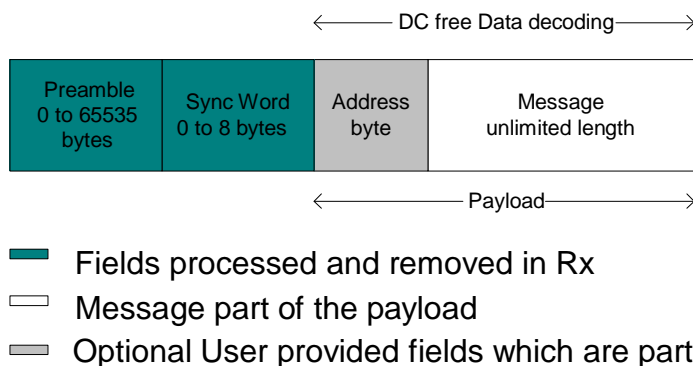 DC free Data decoding
Preamble
0 to 65535
bytes
Sync Word
0 to 8 bytes
Address
byte
Message
unlimited length
Payload
Fields processed and removed in Rx
Message part of the payload
Optional User provided fields which are part